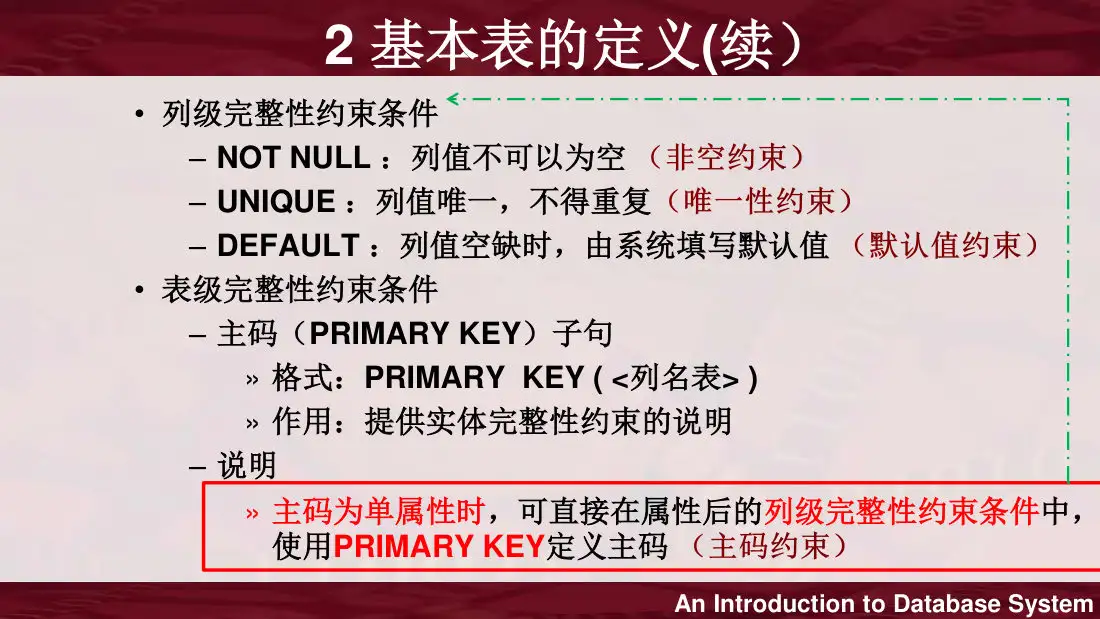 2 基本表的定义(续）
• 列级完整性约束条件
– NOT NULL ：列值不可以为空 （非空约束）
– UNIQUE ：列值唯一，不得重复（唯一性约束）
– DEFAULT ：列值空缺时，由系统填写默认值 （默认值约束）
• 表级完整性约束条件
– 主码（PRIMARY KEY）子句
» 格式：PRIMARY KEY ( <列名表> )
» 作用：提供实体完整性约束的说明
– 说明
» 主码为单属性时，可直接在属性后的列级完整性约束条件中，
使用PRIMARY KEY定义主码 （主码约束）
An Introduction to Database System